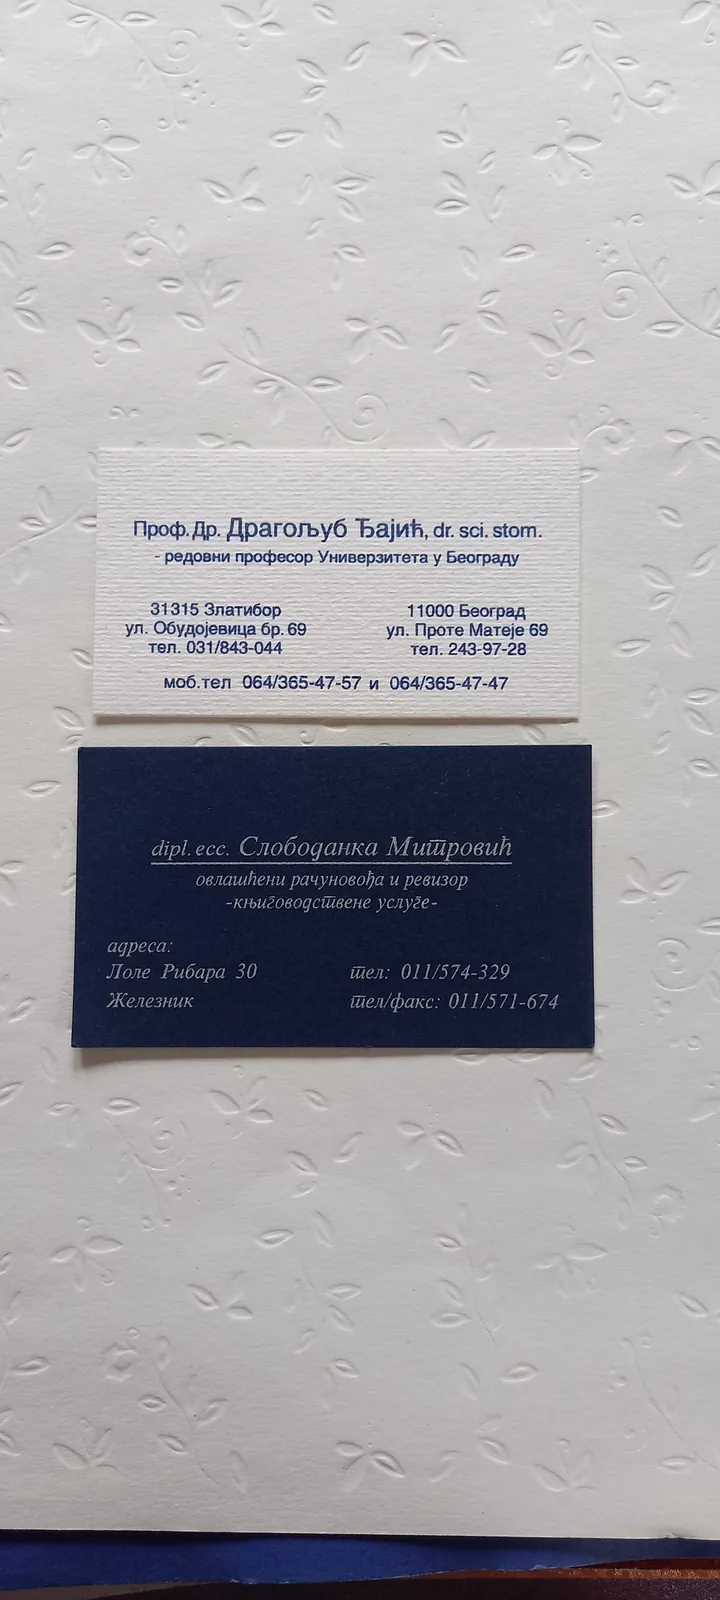 Проф. Др. Драгољуб Ђајић, dr. sci. stom.
- редовни професор Универзитета у Београду
31315 Златибор
ул. Обудојевица бр. 69
тел. 031/843-044
11000 Београд
ул. Проте Матеје 69
тел. 243-97-28
моб.тел 064/365-47-57 и 064/365-47-47
dipl. ecc. Слободанка Митровић
овлашћени рачуновођа и ревизор
-књиговодствене услуге-
адреса:
Лоле Рибара 30
Железник
тел: 011/574-329
тел/факс: 011/571-674